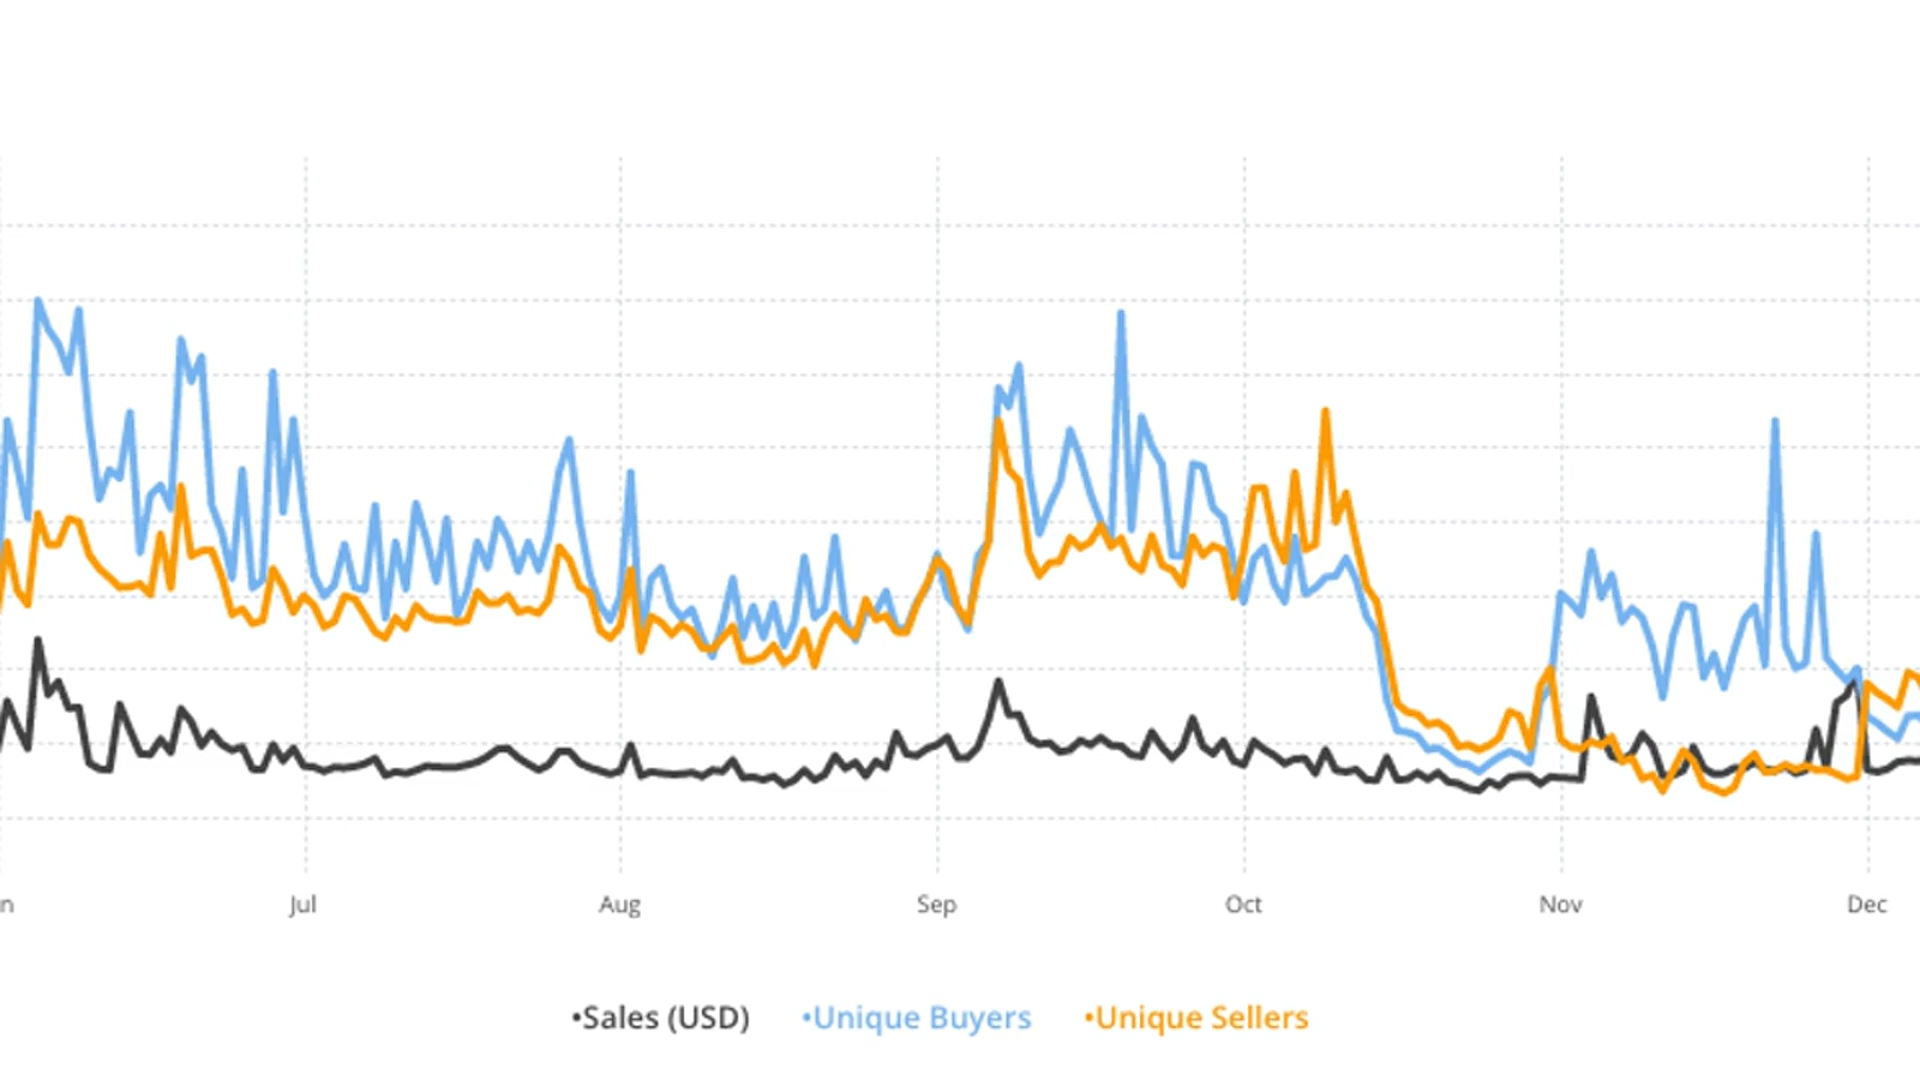 n Jul Aug Sep Oct Nov Dec
•Sales (USD) •Unique Buyers •Unique Sellers